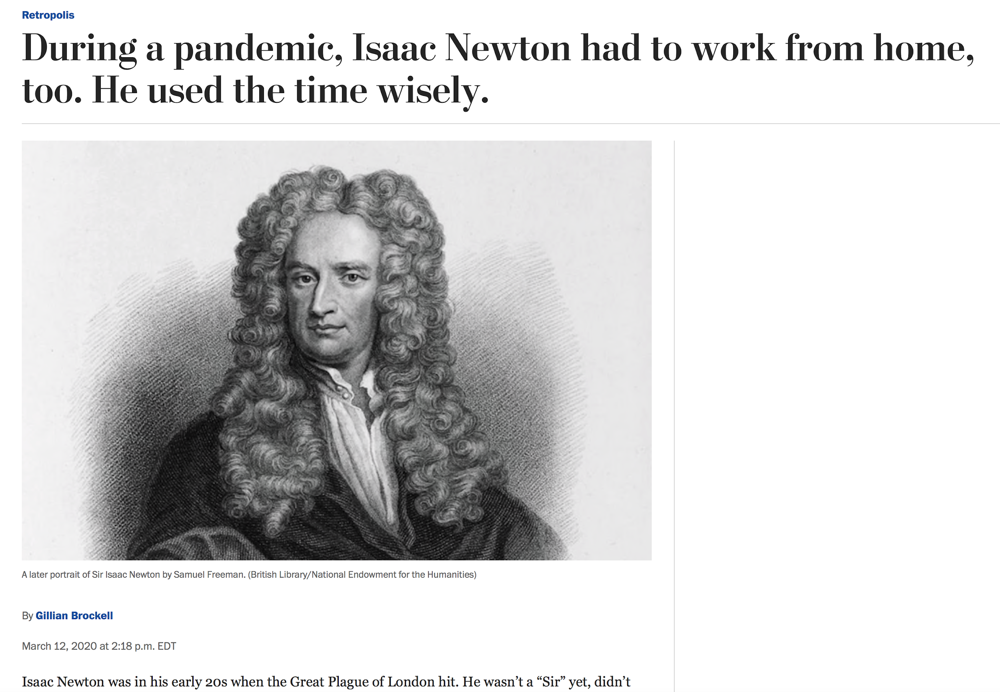 Retropolis
During a pandemic, Isaac Newton had to work from home,
too. He used the time wisely.
A later portrait of Sir Isaac Newton by Samuel Freeman. (British Library/National Endowment for the Humanities)
By Gillian Brockell
March 12, 2020 at 2:18 p.m. EDT
Isaac Newton was in his early 20s when the Great Plague of London hit. He wasn’t a “Sir” yet, didn’t